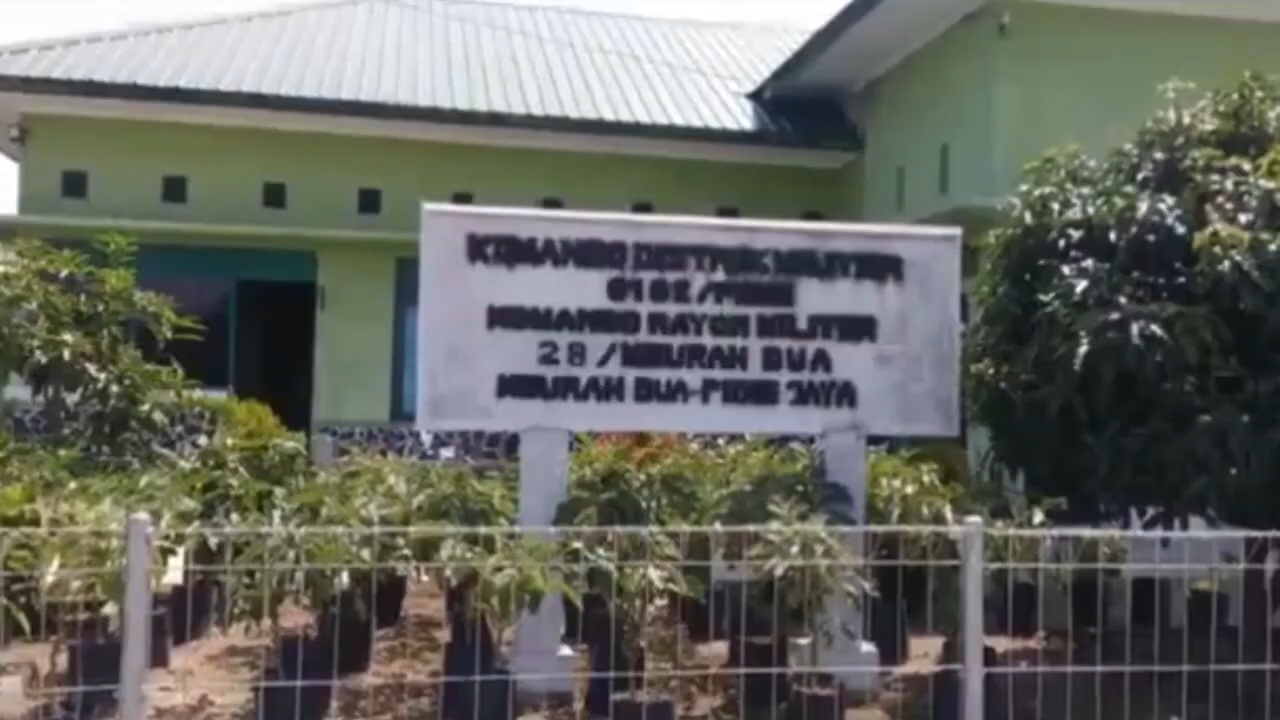 KOMANDO DISTRIK MILITER
0102/PIDIE
KOMANDO RAYON MILITER
28/MEURAH DUA
MEURAH DUA-PIDIE JAYA